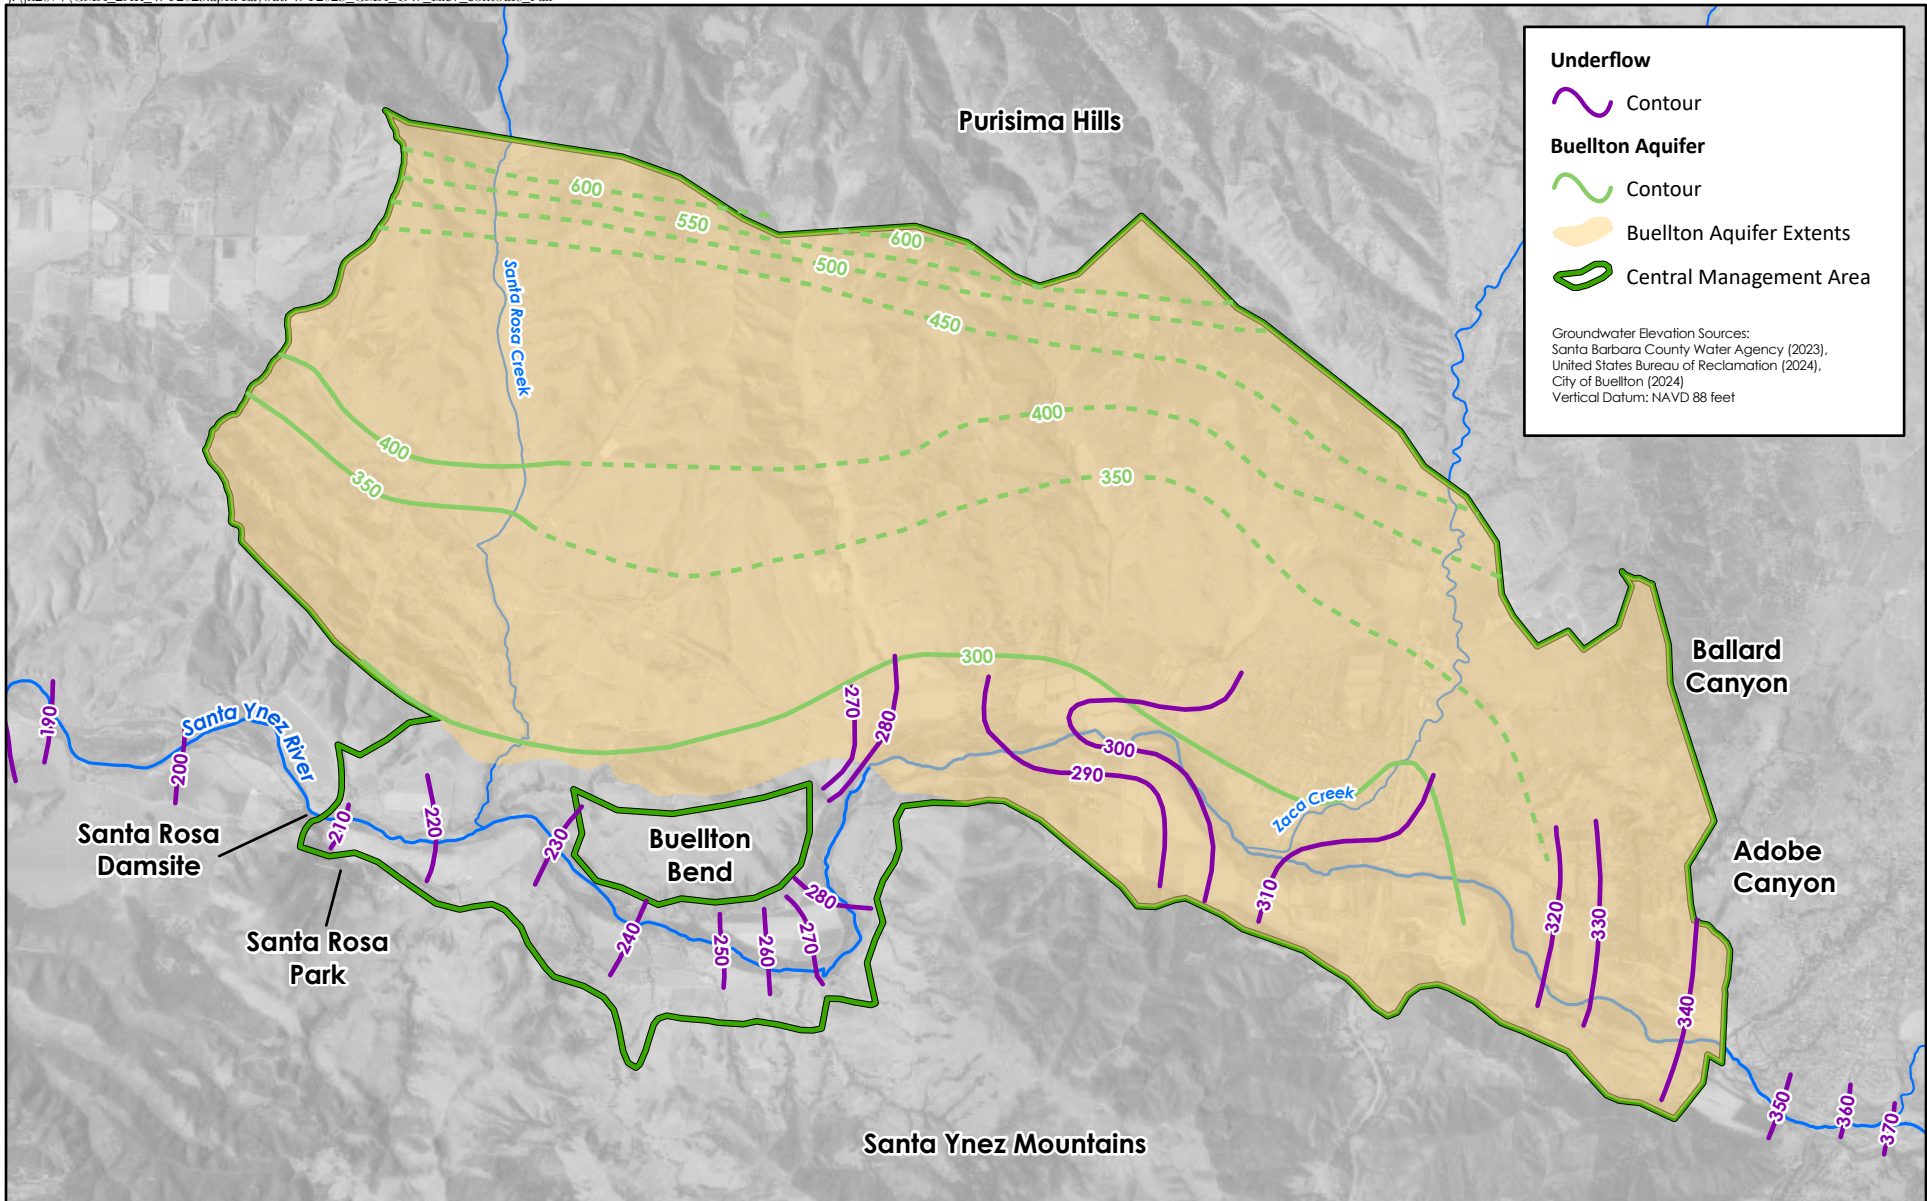 Purisima Hills
Underflow
Contour
Buellton Aquifer
Contour
Buellton Aquifer Extents
Central Management Area
Groundwater Elevation Sources:
Santa Barbara County Water Agency (2023),
United States Bureau of Reclamation (2024),
City of Buellton (2024)
Vertical Datum: NAVD 88 feet
600
550
600
500
450
Santa Rosa Creek
400
400
350
350
300
Ballard
Canyon
270
280
190
Santa Ynez River
200
300
290
Zaca Creek
210
220
230
Santa Rosa
Damsite
Buellton
Bend
Adobe
Canyon
280
310
320
330
Santa Rosa
Park
240
250
260
270
340
350
360
370
Santa Ynez Mountains